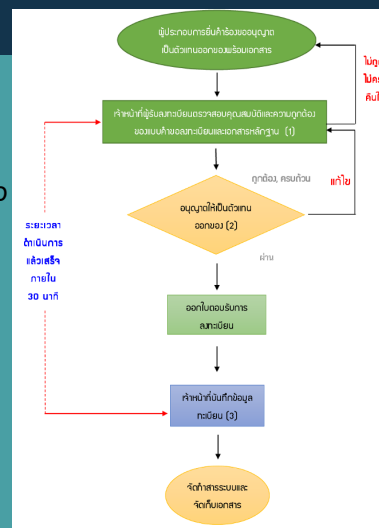 ผู้ประกอบการยื่นคำร้องขออนุญาต
เป็นตัวแทนออกของพร้อมเอกสาร
เจ้าหน้าที่ผู้รับลงทะเบียนตรวจสอบคุณสมบัติและความถูกต้อง
ของแบบคำขอลงทะเบียนและเอกสารหลักฐาน (1)
ถูกต้อง, ครบถ้วน
แก้ไข
อนุญาตให้เป็นตัวแทน
ออกของ (2)
ผ่าน
ระยะเวลา
ดำเนินการ
แล้วเสร็จ
ภายใน
30 นาที
ออกใบตอบรับการ
ลงทะเบียน
เจ้าหน้าที่บันทึกข้อมูล
ทะเบียน (3)
จัดทำสารระบบและ
จัดเก็บเอกสาร